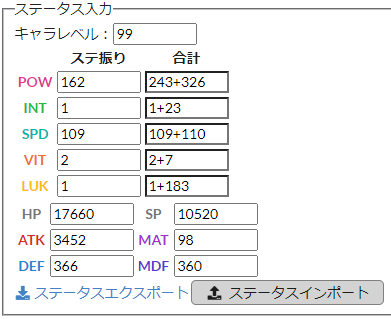 ステータス入力
キャラレベル：99
ステ振り 合計
POW 162 243+326
INT 1 1+23
SPD 109 109+110
VIT 2 2+7
LUK 1 1+183
HP 17660 SP 10520
ATK 3452 MAT 98
DEF 366 MDF 360
ステータスエクスポート ステータスインポート